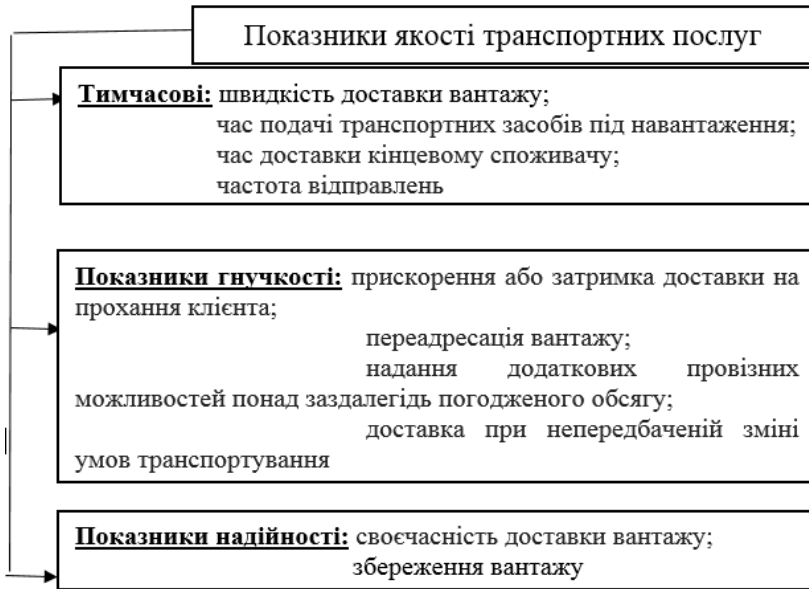 Показники якості транспортних послуг
Тимчасові: швидкість доставки вантажу;
час подачі транспортних засобів під навантаження;
час доставки кінцевому споживачу;
частота відправлень
Показники гнучкості: прискорення або затримка доставки на
прохання клієнта;
переадресація вантажу;
надання додаткових провізних
можливостей понад заздалегідь погодженого обсягу;
доставка при непередбаченій зміні
умов транспортування
Показники надійності: своєчасність доставки вантажу;
збереження вантажу